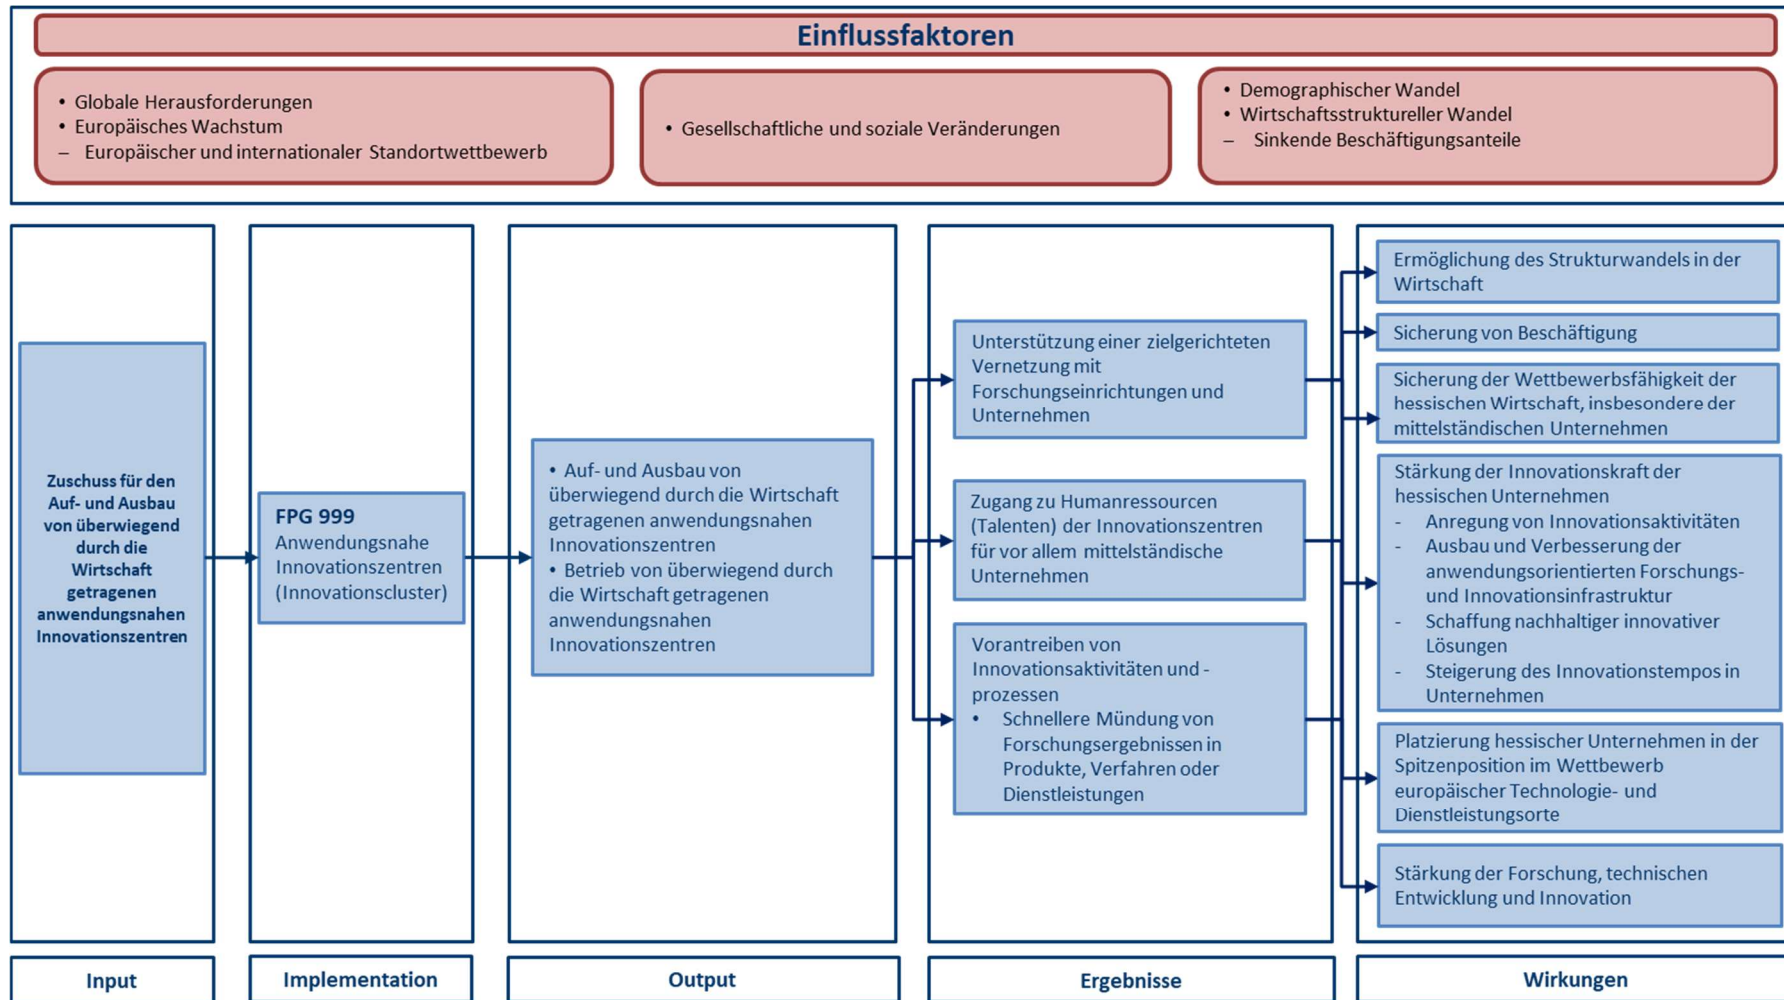 Einflussfaktoren
• Globale Herausforderungen
• Europäisches Wachstum
– Europäischer und internationaler Standortwettbewerb
• Gesellschaftliche und soziale Veränderungen
• Demographischer Wandel
• Wirtschaftsstruktureller Wandel
– Sinkende Beschäftigungsanteile
Zuschuss für den
Auf- und Ausbau
von überwiegend
durch die
Wirtschaft
getragenen
anwendungsnahen
Innovationszentren
FPG 999
Anwendungsnahe
Innovationszentren
(Innovationscluster)
• Auf- und Ausbau von
überwiegend durch die Wirtschaft
getragenen anwendungsnahen
Innovationszentren
• Betrieb von überwiegend durch
die Wirtschaft getragenen
anwendungsnahen
Innovationszentren
Unterstützung einer zielgerichteten
Vernetzung mit
Forschungseinrichtungen und
Unternehmen
Zugang zu Humanressourcen
(Talenten) der Innovationszentren
für vor allem mittelständische
Unternehmen
Vorantreiben von
Innovationsaktivitäten und -
prozessen
• Schnellere Mündung von
Forschungsergebnissen in
Produkte, Verfahren oder
Dienstleistungen
Ermöglichung des Strukturwandels in der
Wirtschaft
Sicherung von Beschäftigung
Sicherung der Wettbewerbsfähigkeit der
hessischen Wirtschaft, insbesondere der
mittelständischen Unternehmen
Stärkung der Innovationskraft der
hessischen Unternehmen
- Anregung von Innovationsaktivitäten
- Ausbau und Verbesserung der
anwendungsorientierten Forschungs-
und Innovationsinfrastruktur
- Schaffung nachhaltiger innovativer
Lösungen
- Steigerung des Innovationstempos in
Unternehmen
Platzierung hessischer Unternehmen in der
Spitzenposition im Wettbewerb
europäischer Technologie- und
Dienstleistungsorte
Stärkung der Forschung, technischen
Entwicklung und Innovation
Input
Implementation
Output
Ergebnisse
Wirkungen